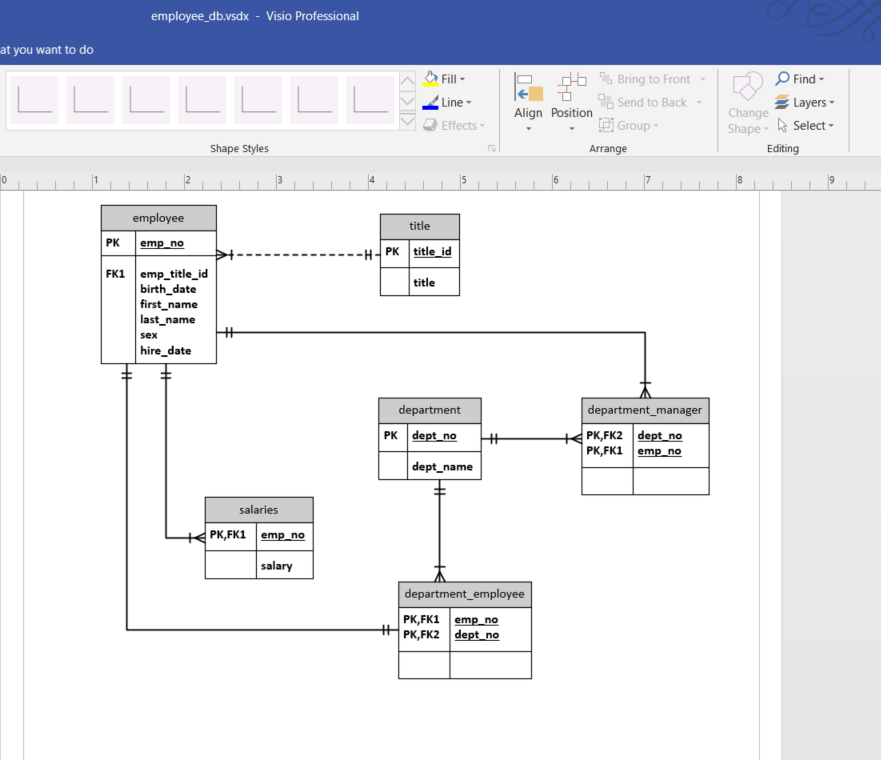 employee_db.vsdx - Visio Professional
at you want to do
Fill
Line
Effects
Align
Position
Bring to Front
Send to Back
Group
Change
Shape
Find
Layers
Select
Shape Styles
Arrange
Editing
0 1 2 3 4 5 6 7 8 9
employee
PK emp_no
FK1 emp_title_id
birth_date
first_name
last_name
sex
hire_date
title
PK title_id
title
department
PK dept_no
dept_name
department_manager
PK,FK2 dept_no
PK,FK1 emp_no
salaries
PK,FK1 emp_no
salary
department_employee
PK,FK1 emp_no
PK,FK2 dept_no